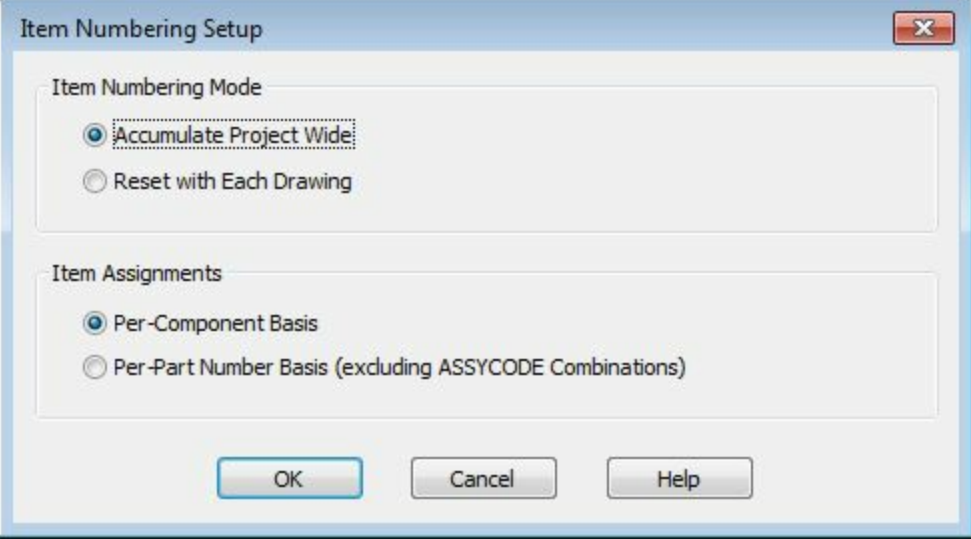 Item Numbering Setup
Item Numbering Mode
Accumulate Project Wide
Reset with Each Drawing
Item Assignments
Per-Component Basis
Per-Part Number Basis (excluding ASSYCODE Combinations)
OK Cancel Help